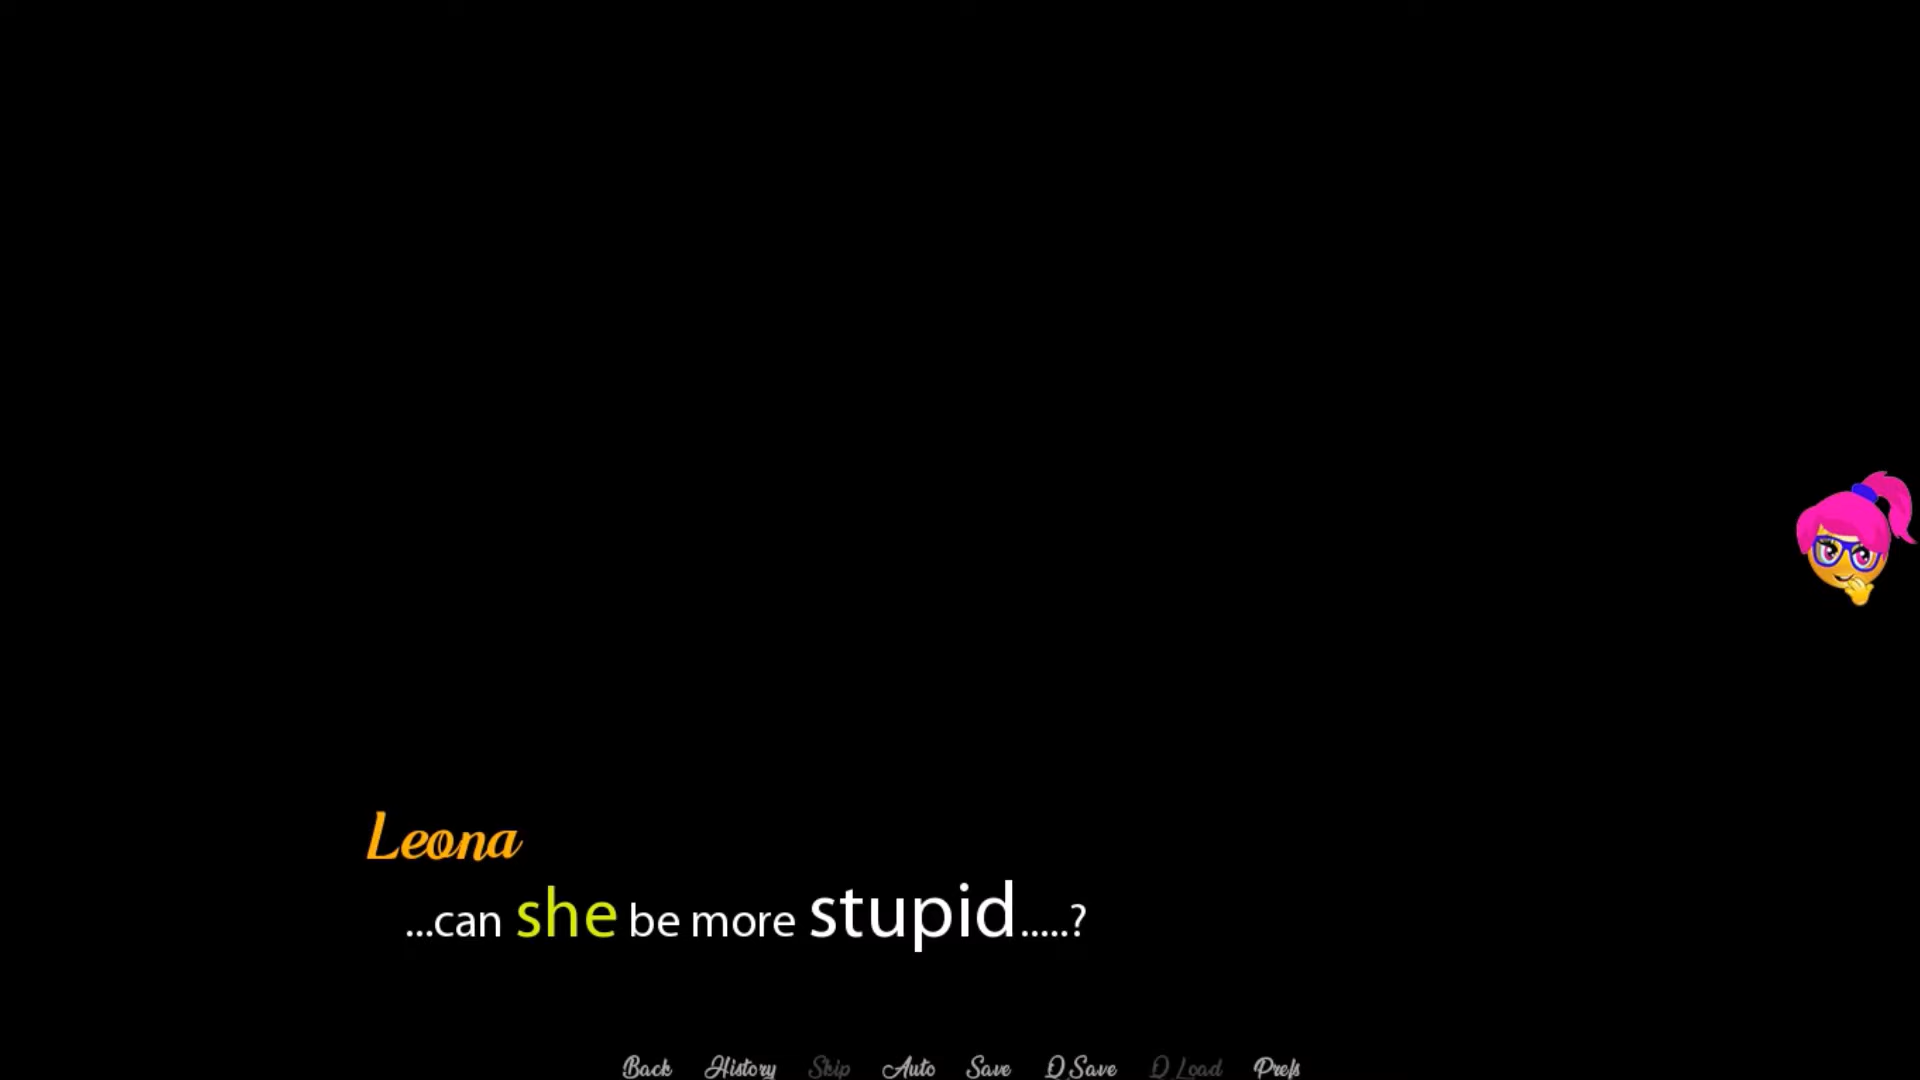 Leona
...can she be more stupid.....?
Back History Skip Auto Save Q.Save Q.Load Prefs